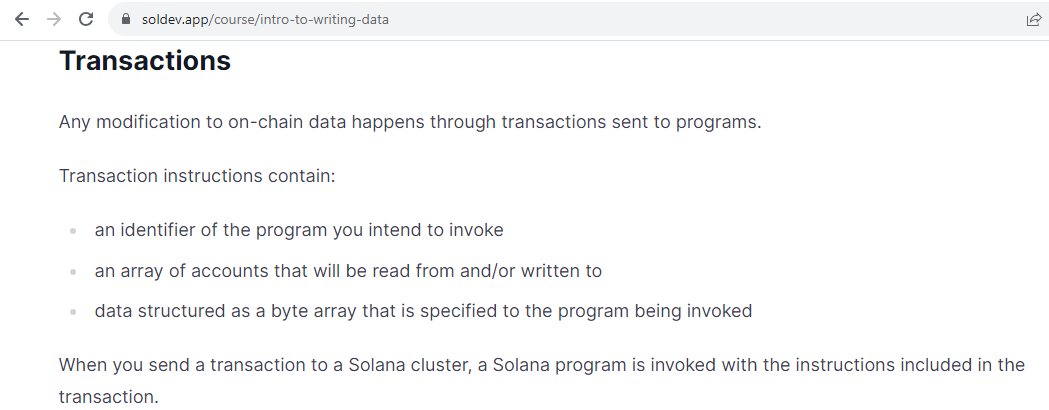 soldev.app/course/intro-to-writing-data
Transactions
Any modification to on-chain data happens through transactions sent to programs.
Transaction instructions contain:
an identifier of the program you intend to invoke
an array of accounts that will be read from and/or written to
data structured as a byte array that is specified to the program being invoked
When you send a transaction to a Solana cluster, a Solana program is invoked with the instructions included in the
transaction.